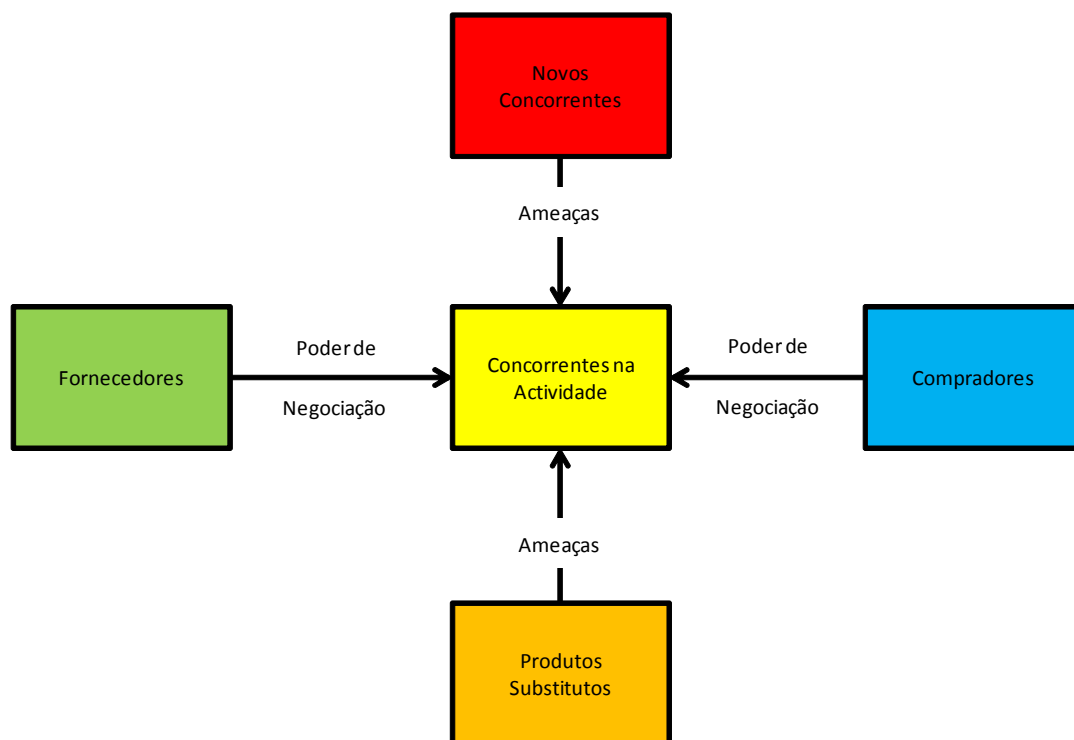 Novos
Concorrentes
Ameaças
Fornecedores
Poder de
Negociação
Concorrentes na
Actividade
Poder de
Negociação
Compradores
Ameaças
Produtos
Substitutos